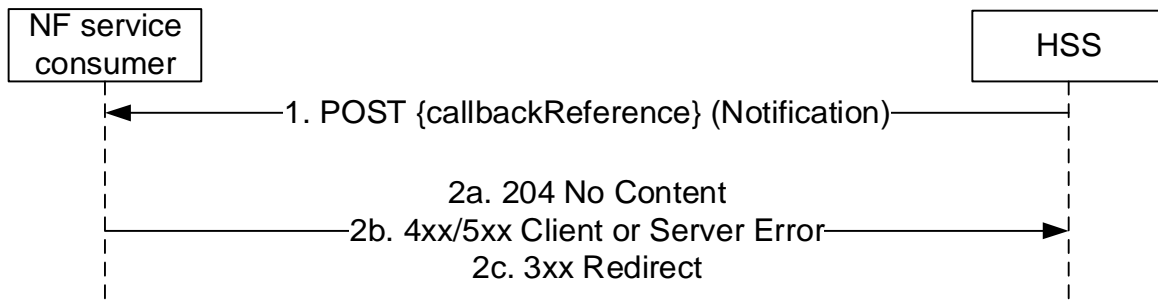 NF service
consumer
HSS
1. POST {callbackReference} (Notification)
2a. 204 No Content
2b. 4xx/5xx Client or Server Error
2c. 3xx Redirect